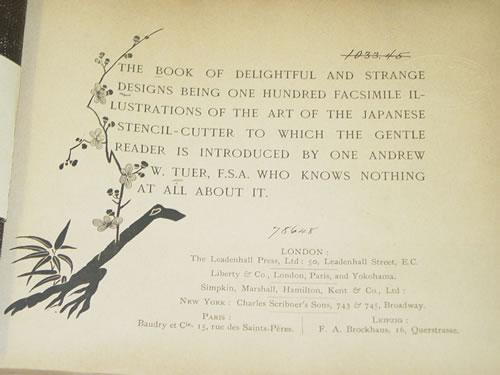 1033.45
THE BOOK OF DELIGHTFUL AND STRANGE
DESIGNS BEING ONE HUNDRED FACSIMILE IL-
LUSTRATIONS OF THE ART OF THE JAPANESE
STENCIL-CUTTER TO WHICH THE GENTLE
READER IS INTRODUCED BY ONE ANDREW
W. TUER, F.S.A. WHO KNOWS NOTHING
AT ALL ABOUT IT.
78648
LONDON:
The Leadenhall Press, Ltd: 50, Leadenhall Street, E.C.
Liberty & Co., London, Paris, and Yokohama.
Simpkin, Marshall, Hamilton, Kent & Co., Ltd:
New York: Charles Scribner's Sons, 743 & 745, Broadway.
Paris:
Baudry et Cie. 15, rue des Saints-Pères.
Leipzig:
F. A. Brockhaus, 16, Querstrasse.